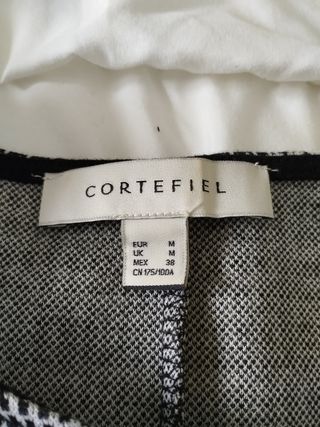 CORTEFIEL
EUR M
UK M
MEX 38
CN 175/100A